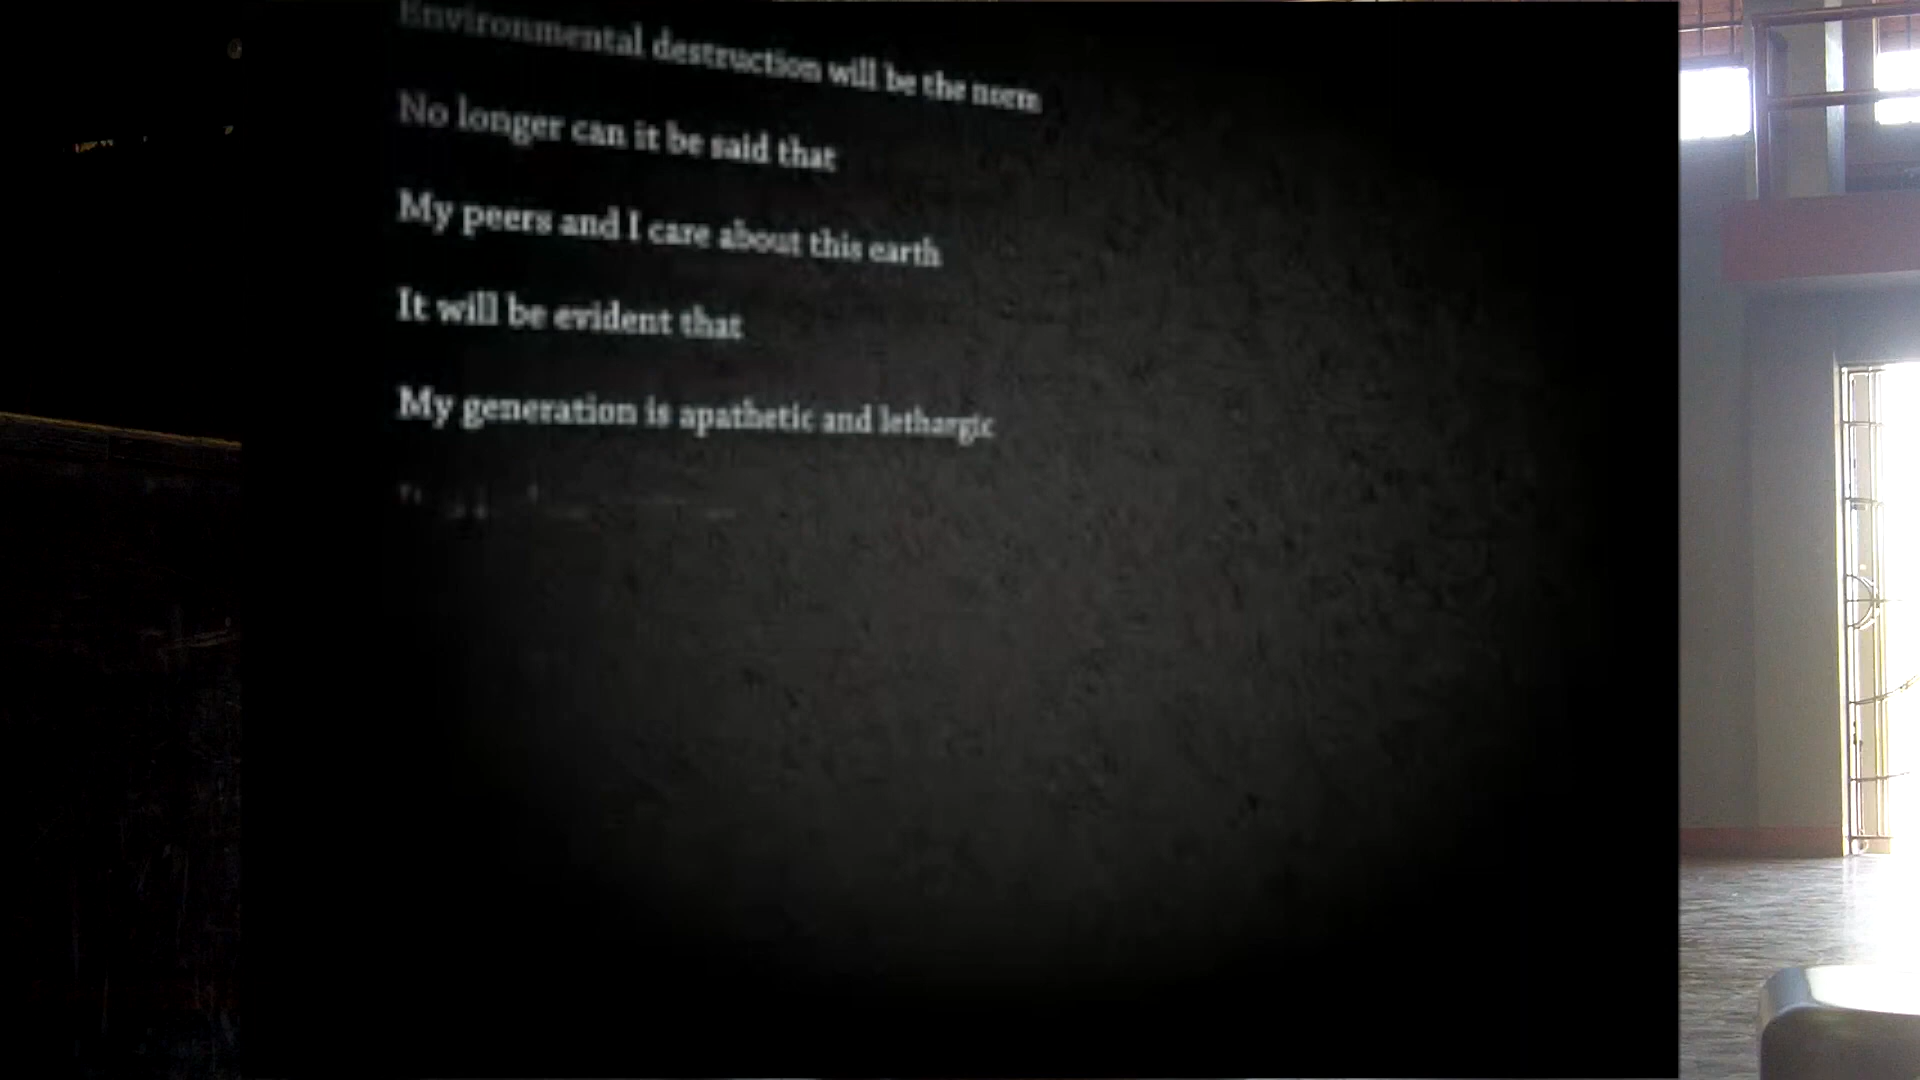 Environmental destruction will be the norm
No longer can it be said that
My peers and I care about this earth
It will be evident that
My generation is apathetic and lethargic